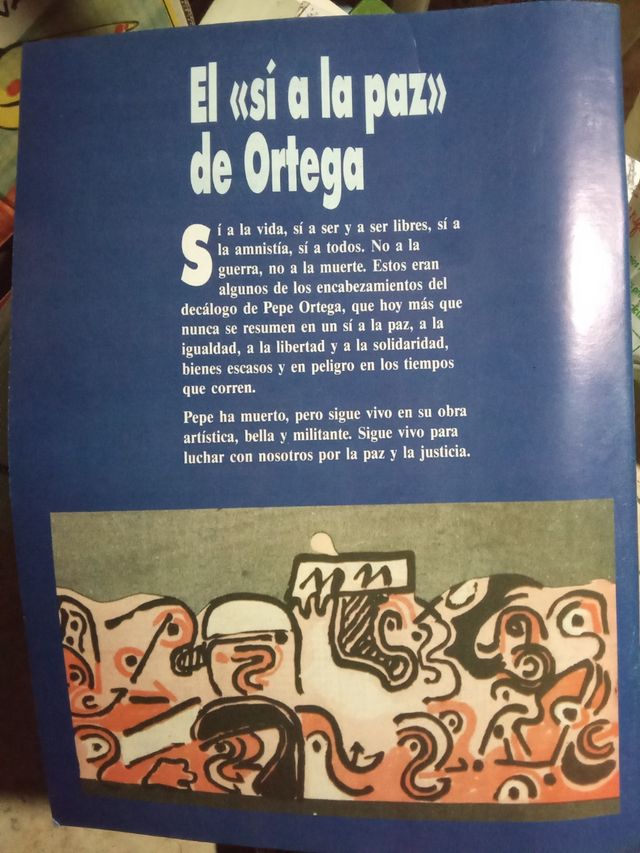 El «sí a la paz»
de Ortega
Sí a la vida, sí a ser y a ser libres, sí a
la amnistía, sí a todos. No a la
guerra, no a la muerte. Estos eran
algunos de los encabezamientos del
decálogo de Pepe Ortega, que hoy más que
nunca se resumen en un sí a la paz, a la
igualdad, a la libertad y a la solidaridad,
bienes escasos y en peligro en los tiempos
que corren.
Pepe ha muerto, pero sigue vivo en su obra
artística, bella y militante. Sigue vivo para
luchar con nosotros por la paz y la justicia.